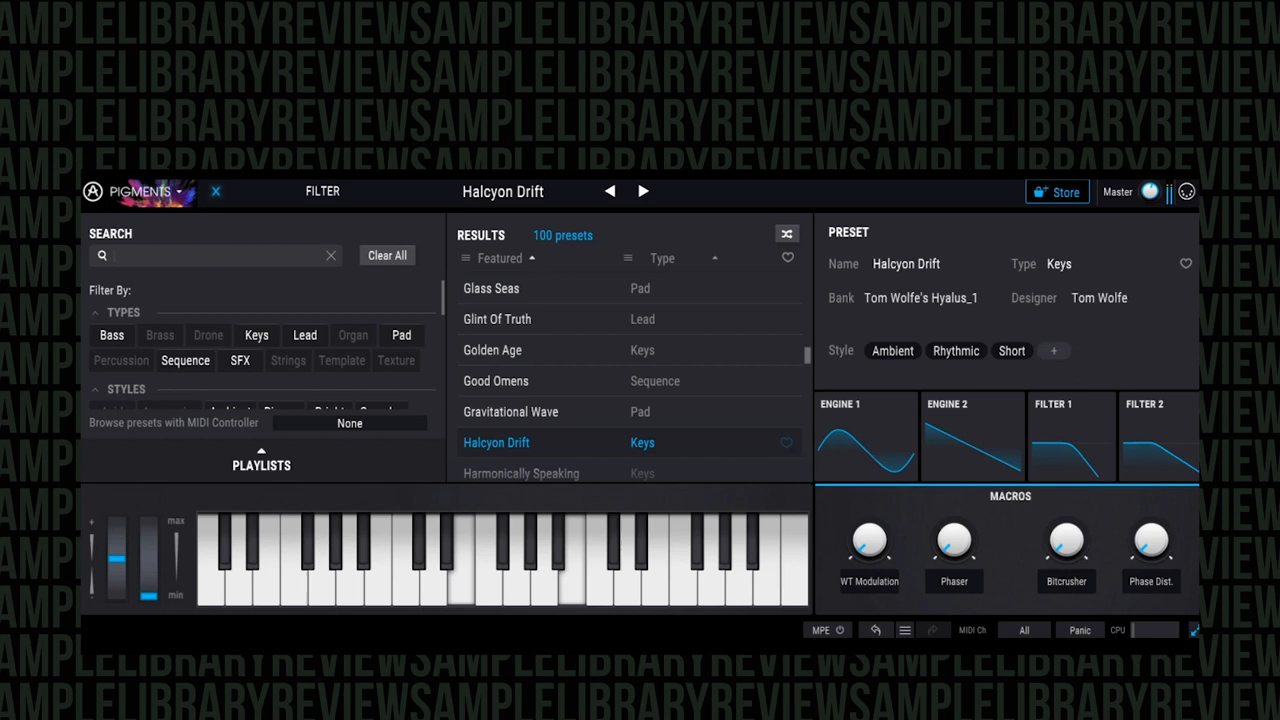 SAMPLELIBRARYREVIEWSAMPLELIBRARYREVIEWSAMPLELIBRARYREVIEW
PIGMENTS
FILTER
Halcyon Drift
Store
Master
SEARCH
Clear All
Filter By:
TYPES
Bass Brass Drone Keys Lead Organ Pad
Percussion Sequence SFX Strings Template Texture
STYLES
Browse presets with MIDI Controller None
PLAYLISTS
RESULTS 100 presets
Featured Type
Glass Seas Pad
Glint Of Truth Lead
Golden Age Keys
Good Omens Sequence
Gravitational Wave Pad
Halcyon Drift Keys
Harmonically Speaking Keys
PRESET
Name Halcyon Drift Type Keys
Bank Tom Wolfe's Hyalus_1 Designer Tom Wolfe
Style Ambient Rhythmic Short +
ENGINE 1 ENGINE 2 FILTER 1 FILTER 2
MACROS
WT Modulation Phaser Bitcrusher Phase Dist.
+ max
- min
MPE MIDI Ch All Panic CPU